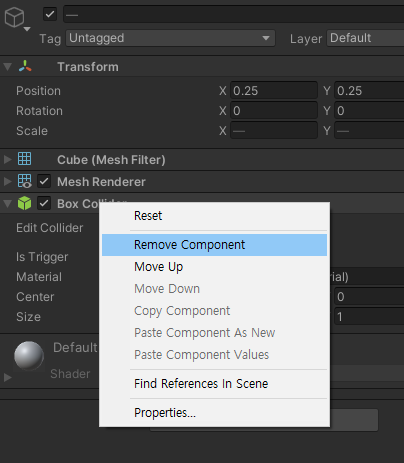 —
Tag Untagged Layer Default
Transform
Position X 0.25 Y 0.25
Rotation X 0 Y 0
Scale X — Y —
Cube (Mesh Filter)
Mesh Renderer
Box Collider
Reset
Edit Collider
Remove Component
Is Trigger
Move Up
Material ial)
Move Down
Center 0
Copy Component
Size 1
Paste Component As New
Default
Paste Component Values
Shader
Find References In Scene
Properties...